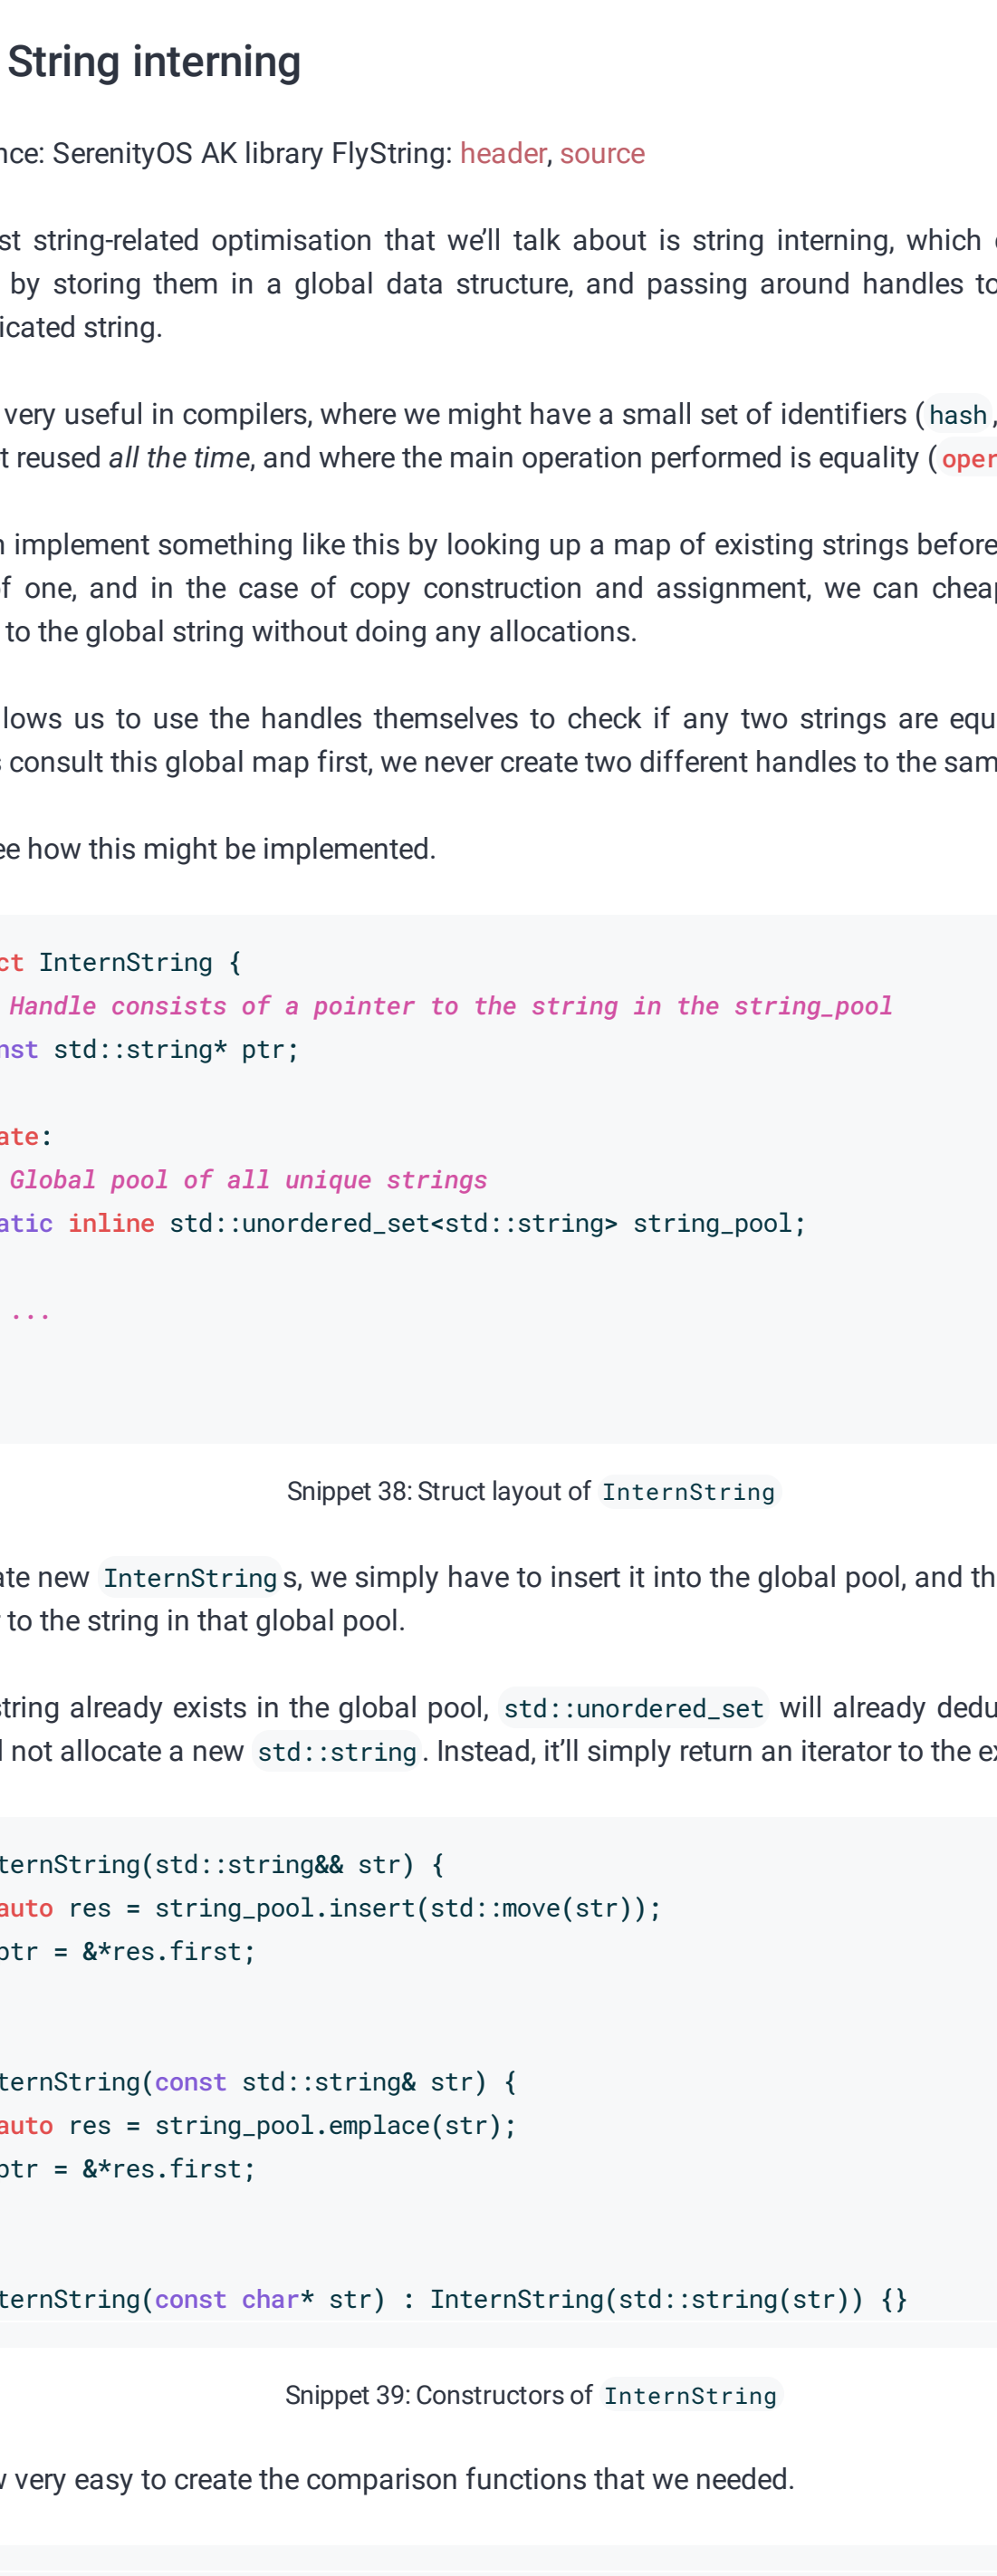 String interning
nce: SerenityOS AK library FlyString: header, source
st string-related optimisation that we'll talk about is string interning, which
by storing them in a global data structure, and passing around handles to
icated string.
very useful in compilers, where we might have a small set of identifiers (hash,
t reused all the time, and where the main operation performed is equality (oper
n implement something like this by looking up a map of existing strings before
f one, and in the case of copy construction and assignment, we can cheap
to the global string without doing any allocations.
lows us to use the handles themselves to check if any two strings are equ
s consult this global map first, we never create two different handles to the sam
ee how this might be implemented.
ct InternString {
Handle consists of a pointer to the string in the string_pool
nst std::string* ptr;
ate:
Global pool of all unique strings
atic inline std::unordered_set<std::string> string_pool;
...
Snippet 38: Struct layout of InternString
ate new InternStrings, we simply have to insert it into the global pool, and th
to the string in that global pool.
string already exists in the global pool, std::unordered_set will already dedu
l not allocate a new std::string. Instead, it'll simply return an iterator to the ex
ternString(std::string&& str) {
auto res = string_pool.insert(std::move(str));
ptr = &*res.first;
ternString(const std::string& str) {
auto res = string_pool.emplace(str);
ptr = &*res.first;
ternString(const char* str) : InternString(std::string(str)) {}
Snippet 39: Constructors of InternString
w very easy to create the comparison functions that we needed.